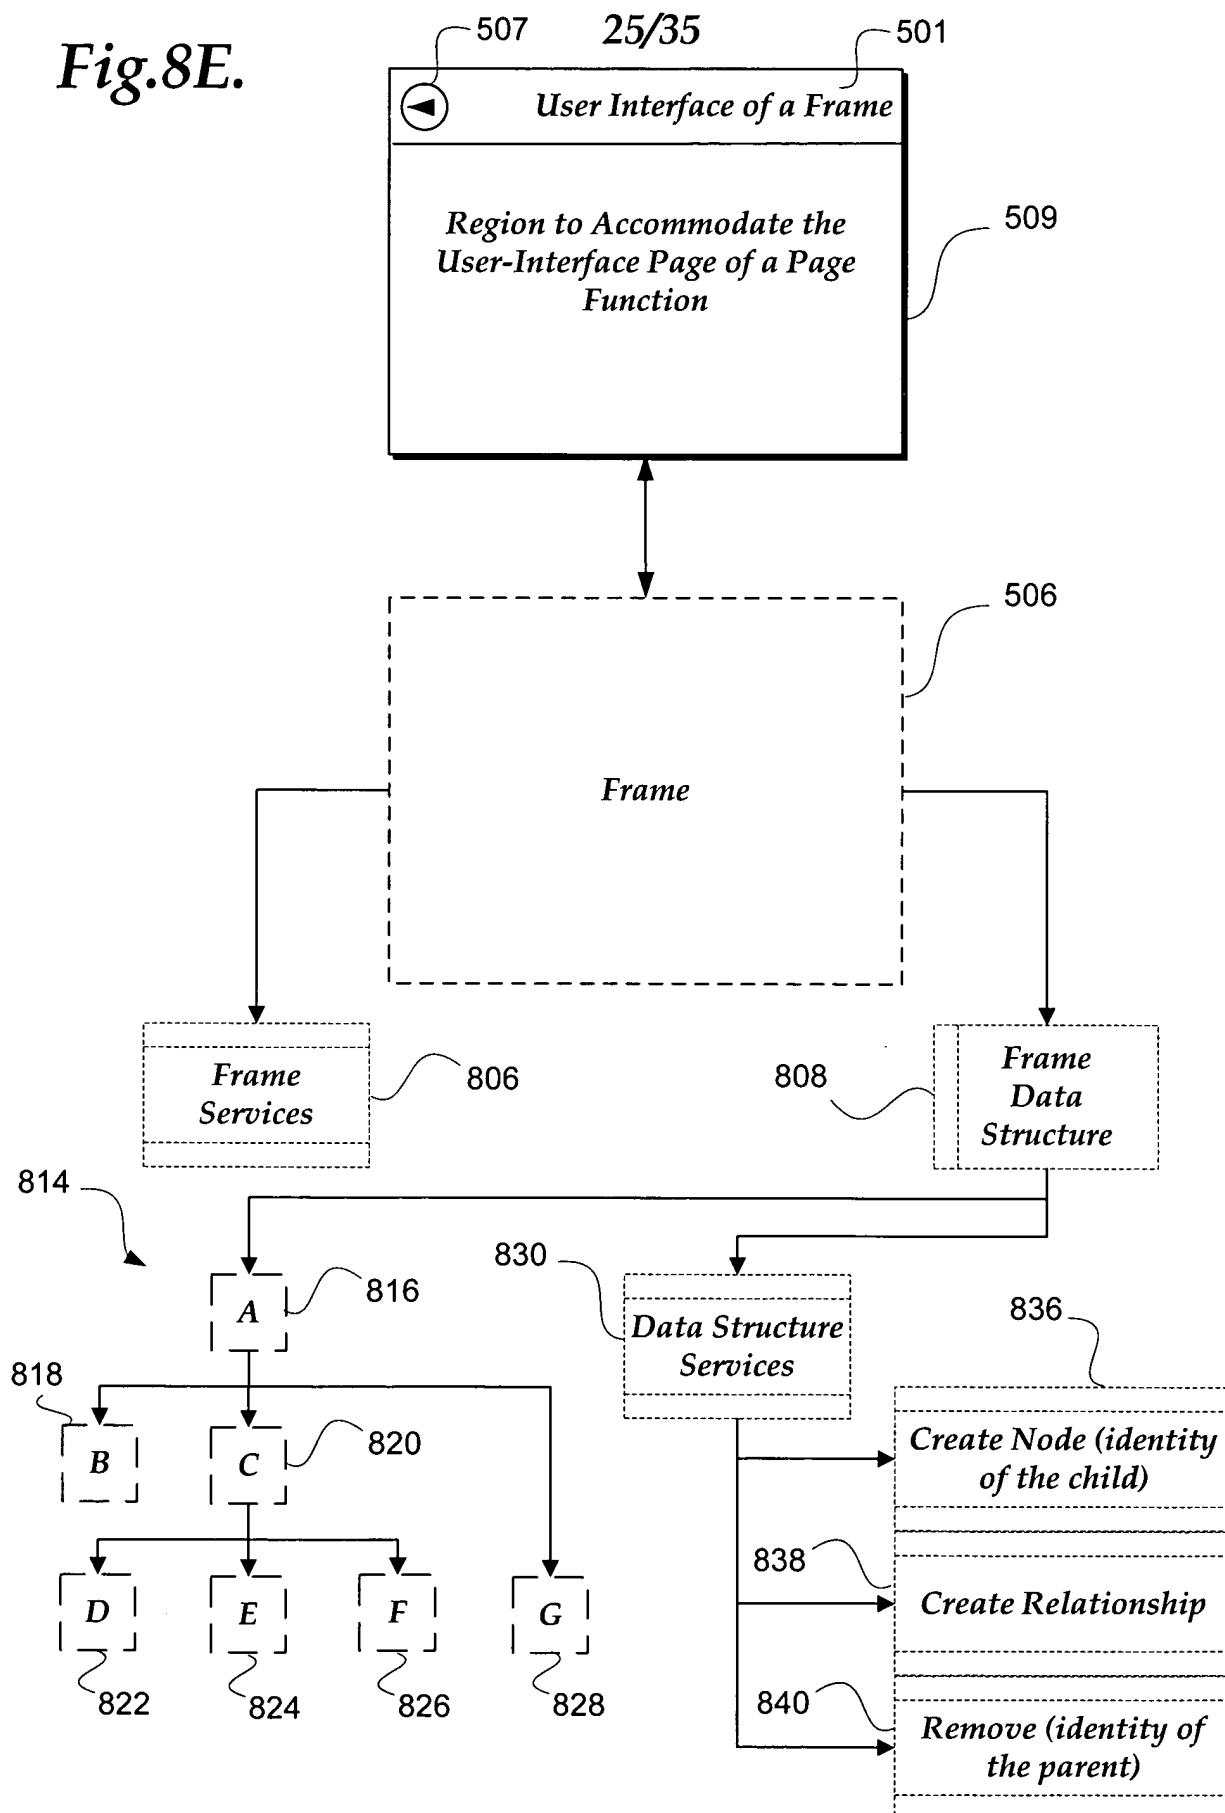 Fig.8E.
25/35
507
501
User Interface of a Frame
Region to Accommodate the
User-Interface Page of a Page
Function
509
506
Frame
Frame
Services
806
808
Frame
Data
Structure
814
A
816
830
Data Structure
Services
836
818
B
C
820
Create Node (identity
of the child)
838
Create Relationship
D
E
F
G
822
824
826
828
840
Remove (identity of
the parent)